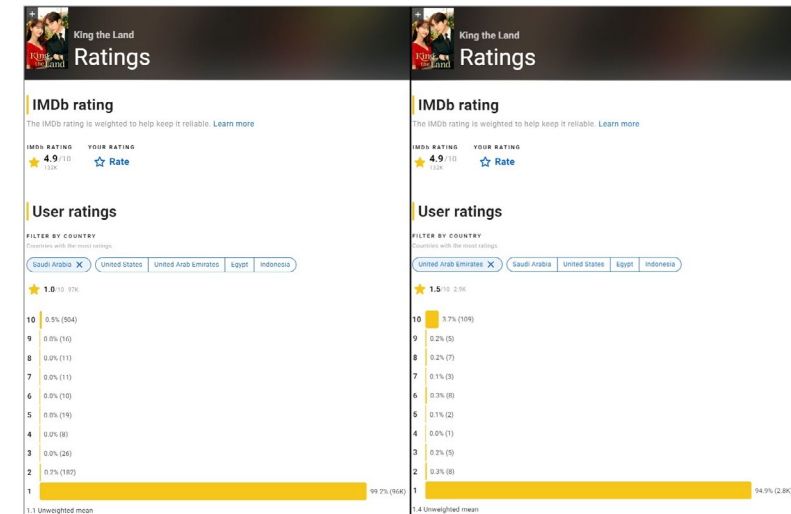 King the Land
Ratings
King the Land
IMDb rating
The IMDb rating is weighted to help keep it reliable. Learn more
IMDb RATING YOUR RATING
4.9/10 Rate
132K
User ratings
FILTER BY COUNTRY
Countries with the most ratings
Saudi Arabia X United States United Arab Emirates Egypt Indonesia
1.0/10 97K
10 0.5% (504)
9 0.0% (16)
8 0.0% (11)
7 0.0% (11)
6 0.0% (10)
5 0.0% (19)
4 0.0% (8)
3 0.0% (26)
2 0.2% (182)
1 99.2% (96K)
1.1 Unweighted mean
King the Land
Ratings
King the Land
IMDb rating
The IMDb rating is weighted to help keep it reliable. Learn more
IMDb RATING YOUR RATING
4.9/10 Rate
132K
User ratings
FILTER BY COUNTRY
Countries with the most ratings
United Arab Emirates X Saudi Arabia United States Egypt Indonesia
1.5/10 2.9K
10 3.7% (109)
9 0.2% (5)
8 0.2% (7)
7 0.1% (3)
6 0.3% (8)
5 0.1% (2)
4 0.0% (1)
3 0.2% (5)
2 0.3% (8)
1 94.9% (2.8K)
1.4 Unweighted mean